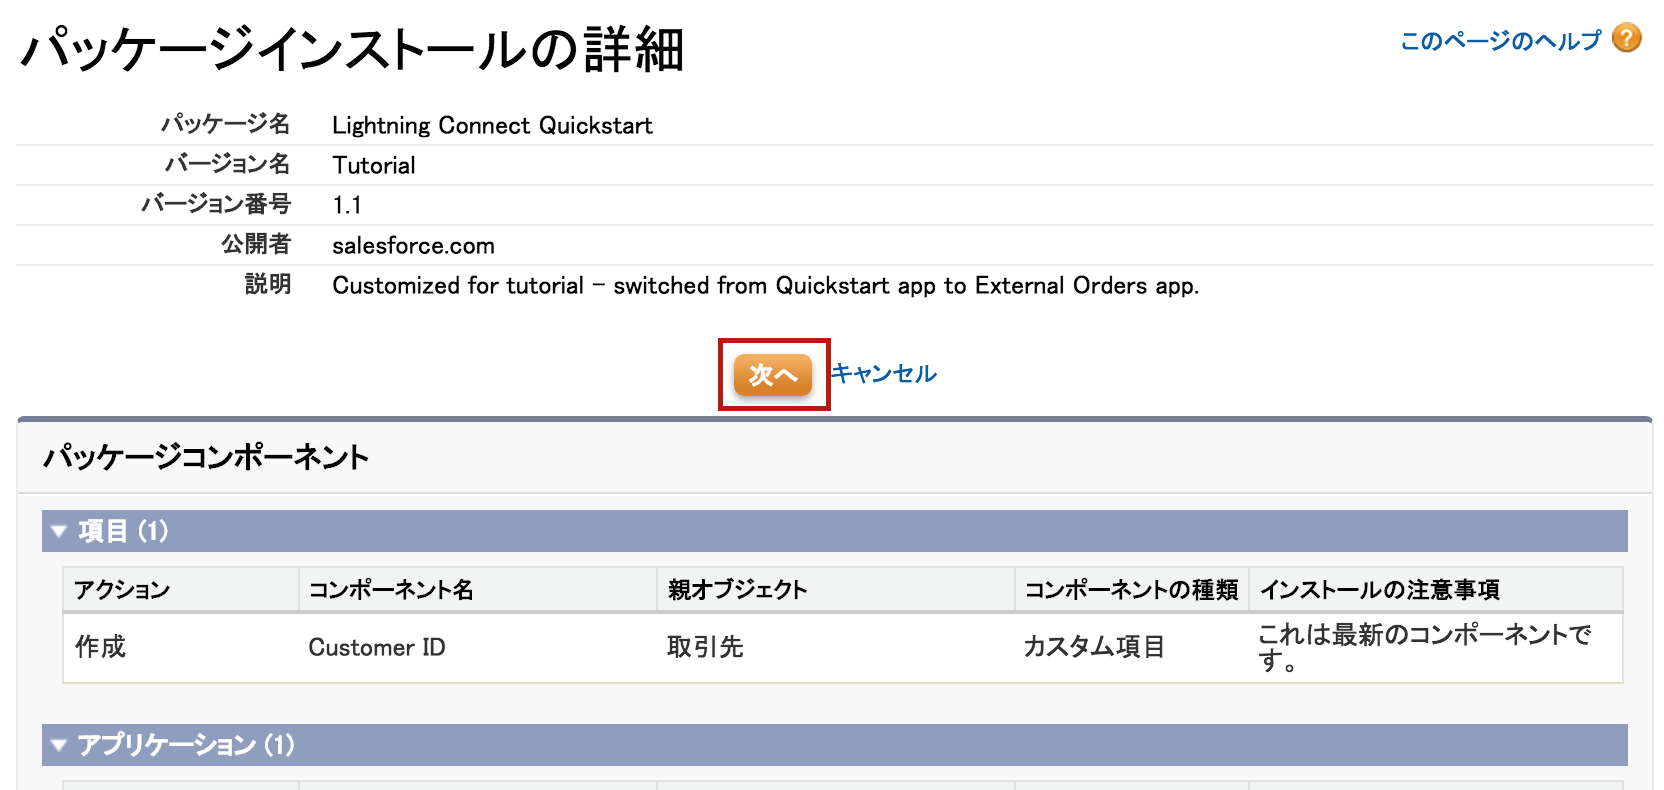 パッケージインストールの詳細
このページのヘルプ ?
パッケージ名 Lightning Connect Quickstart
バージョン名 Tutorial
バージョン番号 1.1
公開者 salesforce.com
説明 Customized for tutorial - switched from Quickstart app to External Orders app.
次へ キャンセル
パッケージコンポーネント
項目 (1)
アクション コンポーネント名 親オブジェクト コンポーネントの種類 インストールの注意事項
作成 Customer ID 取引先 カスタム項目 これは最新のコンポーネントで
す。
アプリケーション (1)